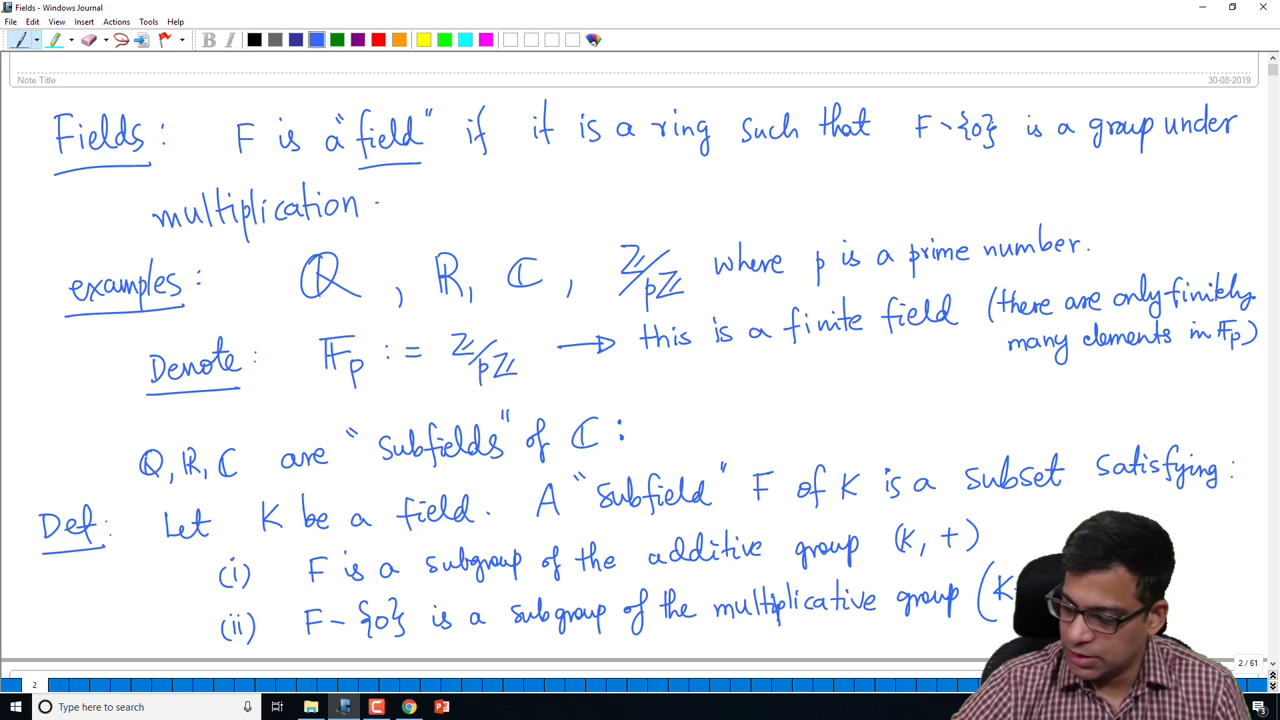 Fields - Windows Journal
File Edit View Insert Actions Tools Help
Note Title
30-08-2019
Fields: F is a "field" if it is a ring such that F∖{0} is a group under
multiplication.
examples: ℚ, ℝ, ℂ, ℤ/pℤ where p is a prime number.
Denote: 𝔽p := ℤ/pℤ → this is a finite field (there are only finitely
many elements in 𝔽p)
ℚ, ℝ, ℂ are "subfields" of ℂ:
Def: Let K be a field. A "subfield" F of K is a subset satisfying:
(i) F is a subgroup of the additive group (K, +)
(ii) F∖{0} is a subgroup of the multiplicative group (K
2 / 61
2
Type here to search